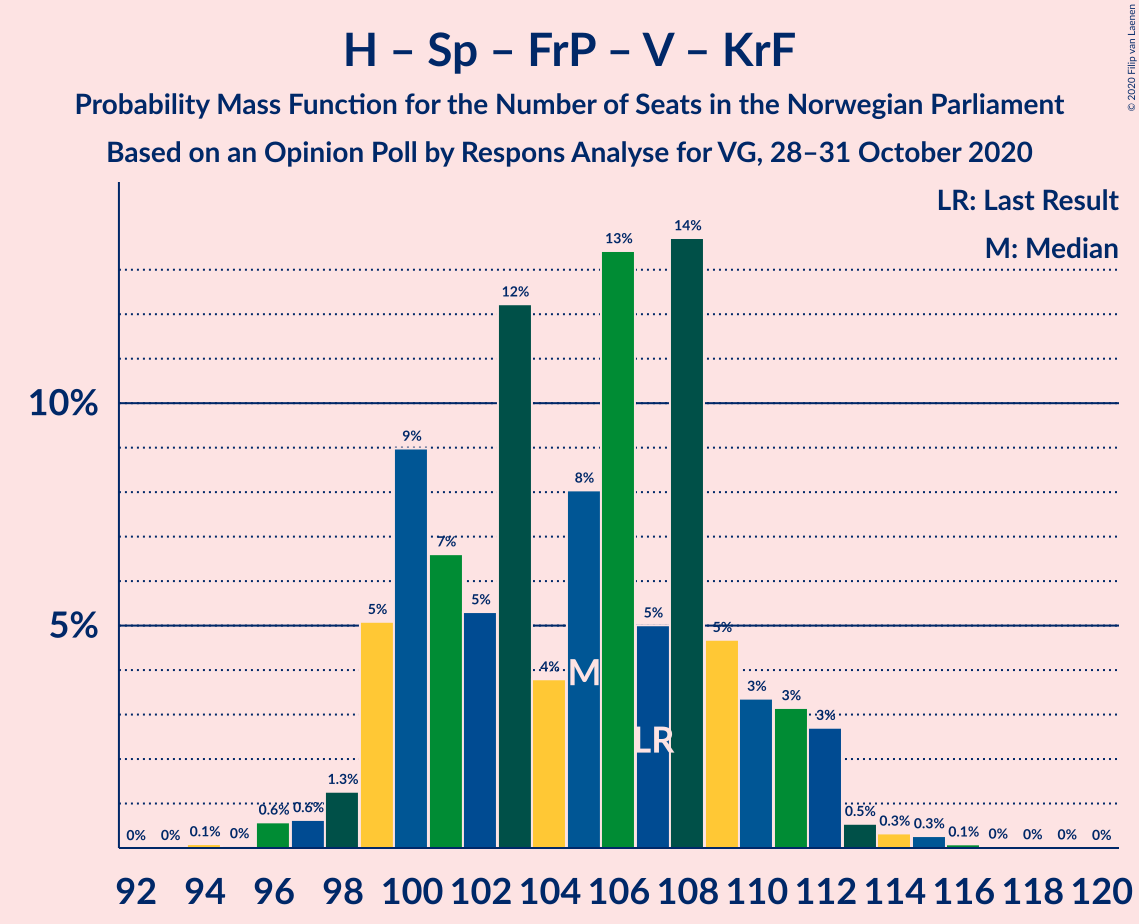 H – Sp – FrP – V – KrF
Probability Mass Function for the Number of Seats in the Norwegian Parliament
Based on an Opinion Poll by Respons Analyse for VG, 28–31 October 2020
© 2020 Filip van Laenen
LR: Last Result
M: Median
10%
5%
0% 0% 0.1% 0% 0.6% 0.6% 1.3% 5% 9% 7% 5% 12% 4% 8% 13% 5% 14% 5% 3% 3% 3% 0.5% 0.3% 0.3% 0.1% 0% 0% 0% 0%
M
LR
92 94 96 98 100 102 104 106 108 110 112 114 116 118 120